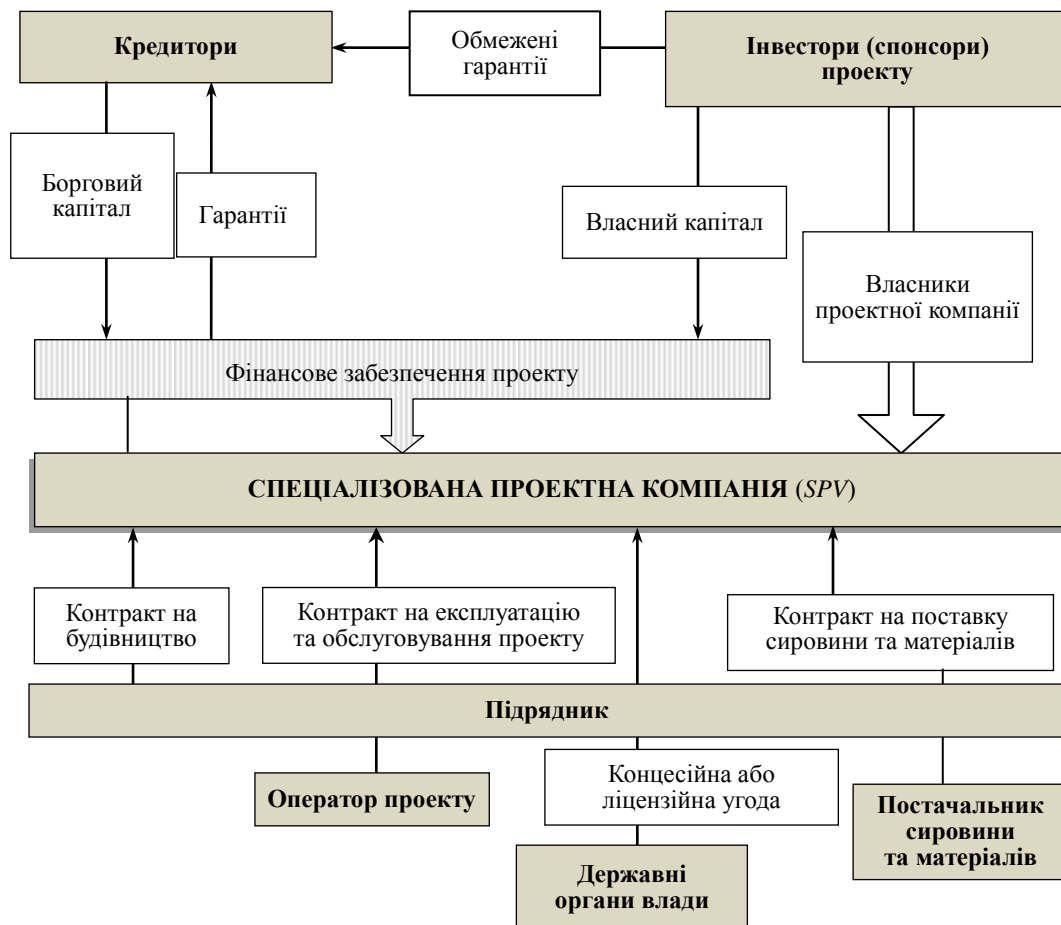 Кредитори
Обмежені
гарантії
Інвестори (спонсори)
проекту
Борговий
капітал
Гарантії
Власний капітал
Власники
проектної компанії
Фінансове забезпечення проекту
СПЕЦІАЛІЗОВАНА ПРОЕКТНА КОМПАНІЯ (SPV)
Контракт на
будівництво
Контракт на експлуатацію
та обслуговування проекту
Контракт на поставку
сировини та матеріалів
Підрядник
Оператор проекту
Концесійна або
ліцензійна угода
Постачальник
сировини
та матеріалів
Державні
органи влади